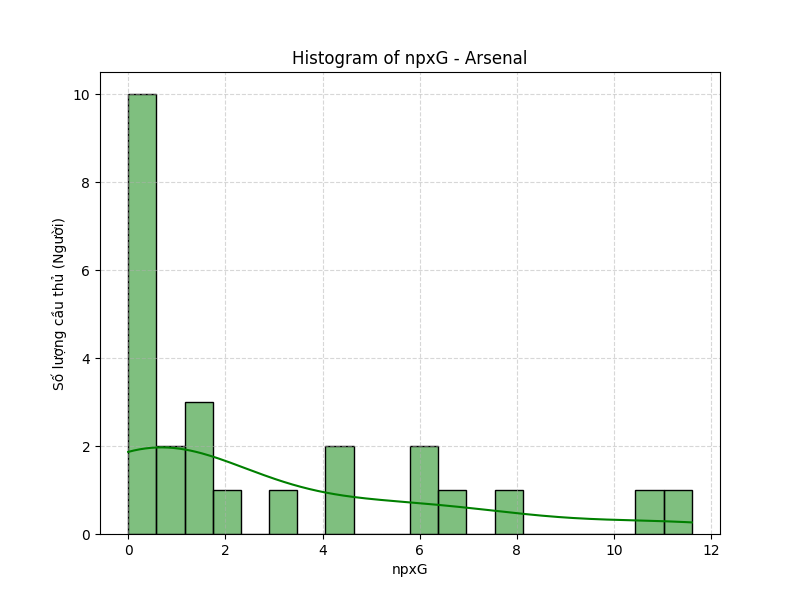 Histogram of npxG - Arsenal
Số lượng cầu thủ (Người)
10
8
6
4
2
0
0 2 4 6 8 10 12
npxG